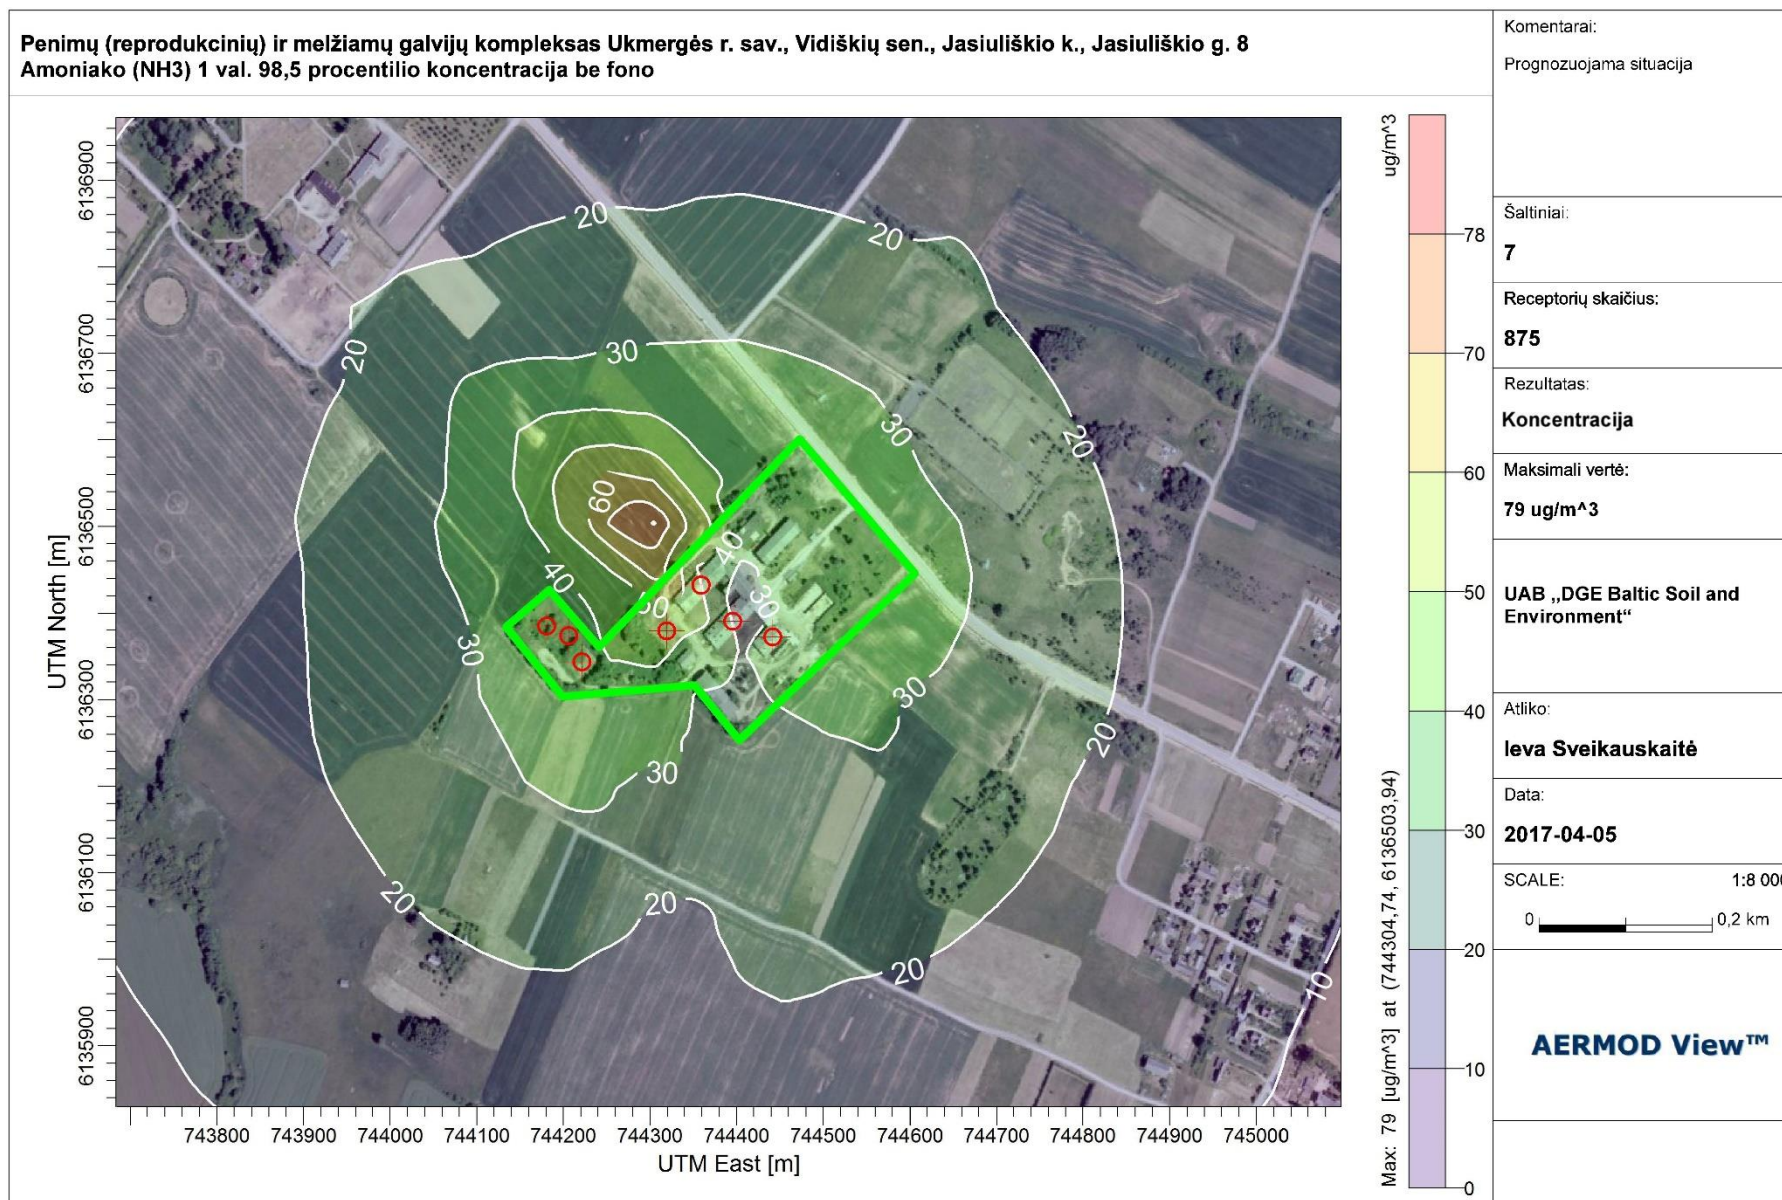 Penimų (reprodukcinių) ir melžiamų galvijų kompleksas Ukmergės r. sav., Vidiškių sen., Jasiuliškio k., Jasiuliškio g. 8
Amoniako (NH3) 1 val. 98,5 procentilio koncentracija be fono
Komentarai:
Prognozuojama situacija
Šaltiniai:
7
Receptorių skaičius:
875
Rezultatas:
Koncentracija
Maksimali vertė:
79 ug/m^3
UAB „DGE Baltic Soil and
Environment“
Atliko:
Ieva Sveikauskaitė
Data:
2017-04-05
SCALE:
1:8 000
0
0,2 km
AERMOD View™
UTM North [m]
6136900
6136700
6136500
6136300
6136100
6135900
20
20
20
30
30
20
60
40
40
30
30
30
30
20
20
20
20
10
743800 743900 744000 744100 744200 744300 744400 744500 744600 744700 744800 744900 745000
UTM East [m]
ug/m^3
78
70
60
50
40
30
20
10
0
Max: 79 [ug/m^3] at (744304,74, 6136503,94)